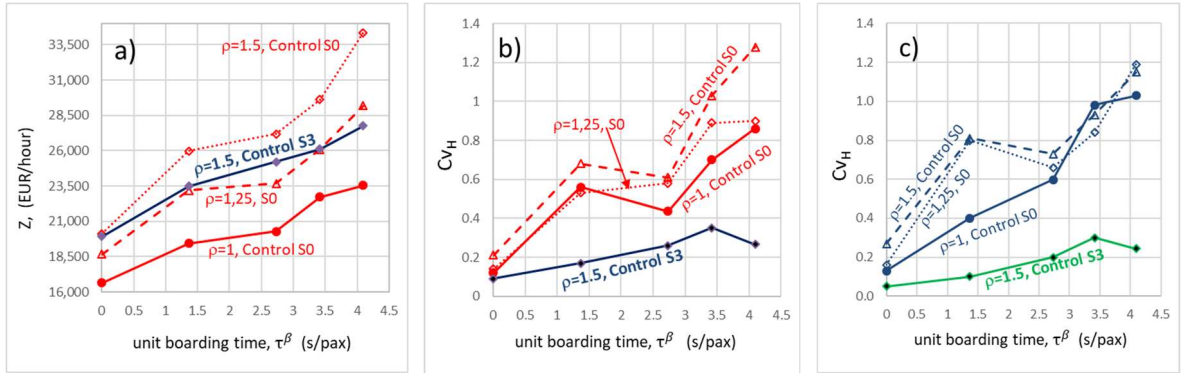 a)
33,500
31,000
28,500
26,000
23,500
21,000
18,500
16,000
Z, (EUR/hour)
ρ=1.5, Control S0
ρ=1.5, Control S3
ρ=1,25, S0
ρ=1, Control S0
0 0.5 1 1.5 2 2.5 3 3.5 4 4.5
unit boarding time, τᵝ (s/pax)
b)
1.4
1.2
1
0.8
0.6
0.4
0.2
0
CvH
ρ=1,25, S0
ρ=1.5, Control S0
ρ=1, Control S0
ρ=1.5, Control S3
0 0.5 1 1.5 2 2.5 3 3.5 4 4.5
unit boarding time, τᵝ (s/pax)
c)
1.4
1.2
1.0
0.8
0.6
0.4
0.2
0.0
CvH
ρ=1.5, Control S0
ρ=1,25, S0
ρ=1, Control S0
ρ=1.5, Control S3
0 0.5 1 1.5 2 2.5 3 3.5 4 4.5
unit boarding time, τᵝ (s/pax)